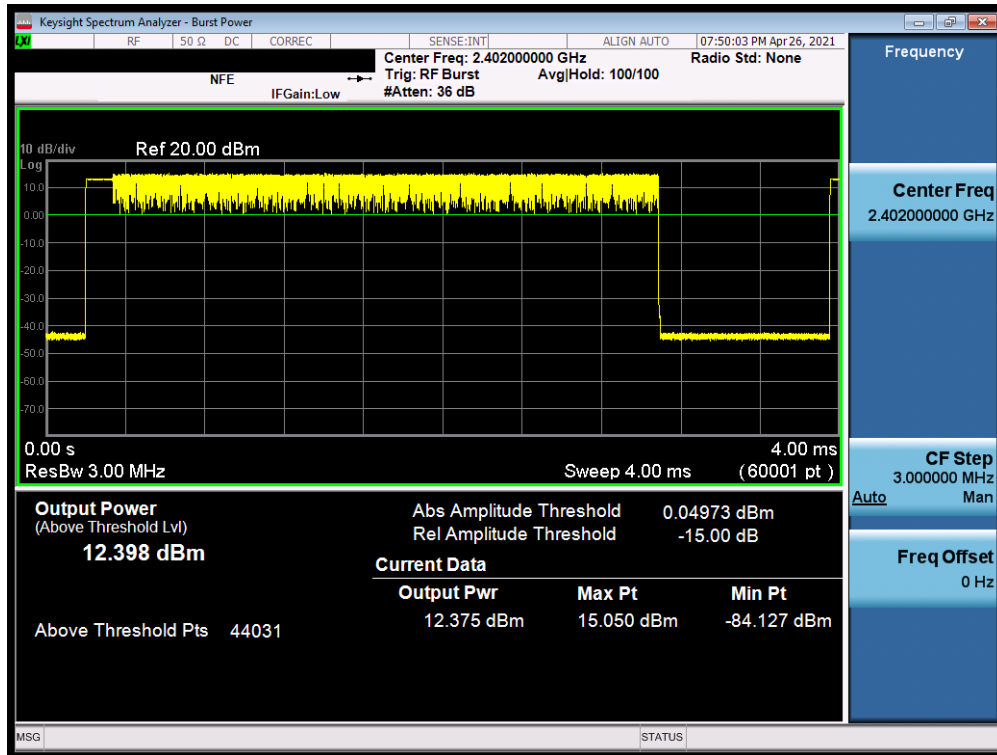 Keysight Spectrum Analyzer - Burst Power
LXI RF 50 Ω DC CORREC SENSE:INT ALIGN AUTO 07:50:03 PM Apr 26, 2021
Center Freq: 2.402000000 GHz Radio Std: None
NFE Trig: RF Burst Avg|Hold: 100/100
IFGain:Low #Atten: 36 dB
10 dB/div Ref 20.00 dBm
Log
10.0
0.00
-10.0
-20.0
-30.0
-40.0
-50.0
-60.0
-70.0
0.00 s 4.00 ms
ResBw 3.00 MHz Sweep 4.00 ms (60001 pt )
Output Power
(Above Threshold Lvl)
12.398 dBm
Above Threshold Pts 44031
Abs Amplitude Threshold 0.04973 dBm
Rel Amplitude Threshold -15.00 dB
Current Data
Output Pwr Max Pt Min Pt
12.375 dBm 15.050 dBm -84.127 dBm
Frequency
Center Freq
2.402000000 GHz
CF Step
3.000000 MHz
Auto Man
Freq Offset
0 Hz
MSG STATUS